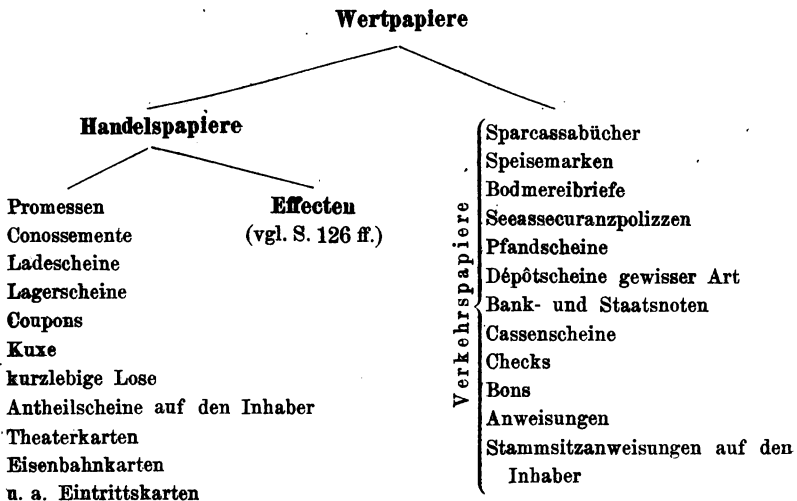 Wertpapiere
Handelspapiere
Promessen
Conossemente
Ladescheine
Lagerscheine
Coupons
Kuxe
kurzlebige Lose
Antheilscheine auf den Inhaber
Theaterkarten
Eisenbahnkarten
u. a. Eintrittskarten
Effecten
(vgl. S. 126 ff.)
Verkehrspapiere
Sparcassabücher
Speisemarken
Bodmereibriefe
Seeassecuranzpolizzen
Pfandscheine
Dépôtscheine gewisser Art
Bank- und Staatsnoten
Cassenscheine
Checks
Bons
Anweisungen
Stammsitzanweisungen auf den
Inhaber